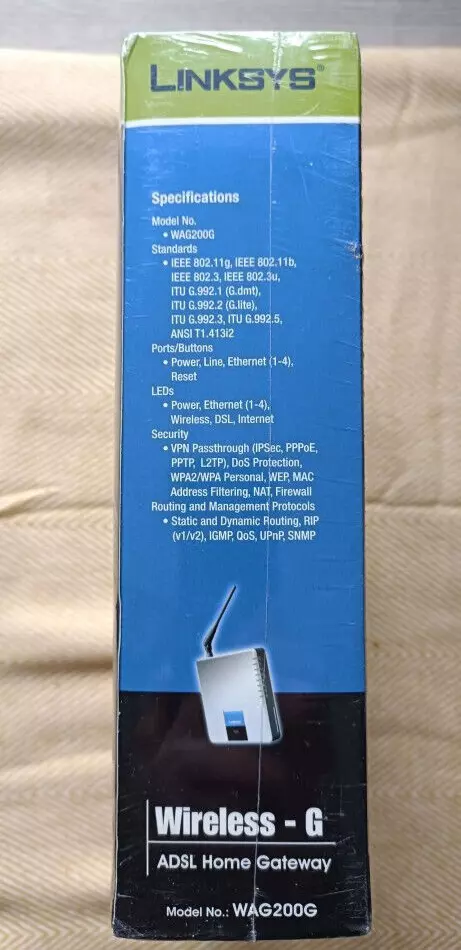 LINKSYS®
Specifications
Model No.
• WAG200G
Standards
• IEEE 802.11g, IEEE 802.11b,
IEEE 802.3, IEEE 802.3u,
ITU G.992.1 (G.dmt),
ITU G.992.2 (G.lite),
ITU G.992.3, ITU G.992.5,
ANSI T1.413i2
Ports/Buttons
• Power, Line, Ethernet (1-4),
Reset
LEDs
• Power, Ethernet (1-4),
Wireless, DSL, Internet
Security
• VPN Passthrough (IPSec, PPPoE,
PPTP, L2TP), DoS Protection,
WPA2/WPA Personal, WEP, MAC
Address Filtering, NAT, Firewall
Routing and Management Protocols
• Static and Dynamic Routing, RIP
(v1/v2), IGMP, QoS, UPnP, SNMP
Wireless - G
ADSL Home Gateway
Model No.: WAG200G